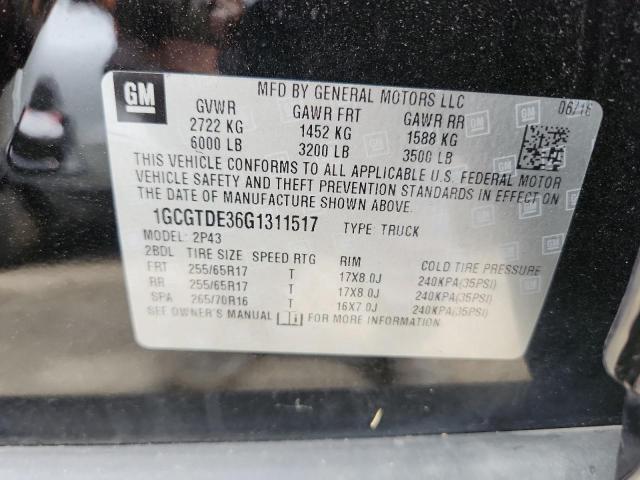 GM
MFD BY GENERAL MOTORS LLC 06/16
GVWR GAWR FRT GAWR RR
2722 KG 1452 KG 1588 KG
6000 LB 3200 LB 3500 LB
THIS VEHICLE CONFORMS TO ALL APPLICABLE U.S. FEDERAL MOTOR
VEHICLE SAFETY AND THEFT PREVENTION STANDARDS IN EFFECT ON
THE DATE OF MANUFACTURE SHOWN ABOVE.
1GCGTDE36G1311517 TYPE: TRUCK
MODEL: 2P43
2BDL TIRE SIZE SPEED RTG RIM COLD TIRE PRESSURE
FRT 255/65R17 T 17X8.0J 240KPA(35PSI)
RR 255/65R17 T 17X8.0J 240KPA(35PSI)
SPA 265/70R16 T 16X7.0J 240KPA(35PSI)
SEE OWNER'S MANUAL FOR MORE INFORMATION